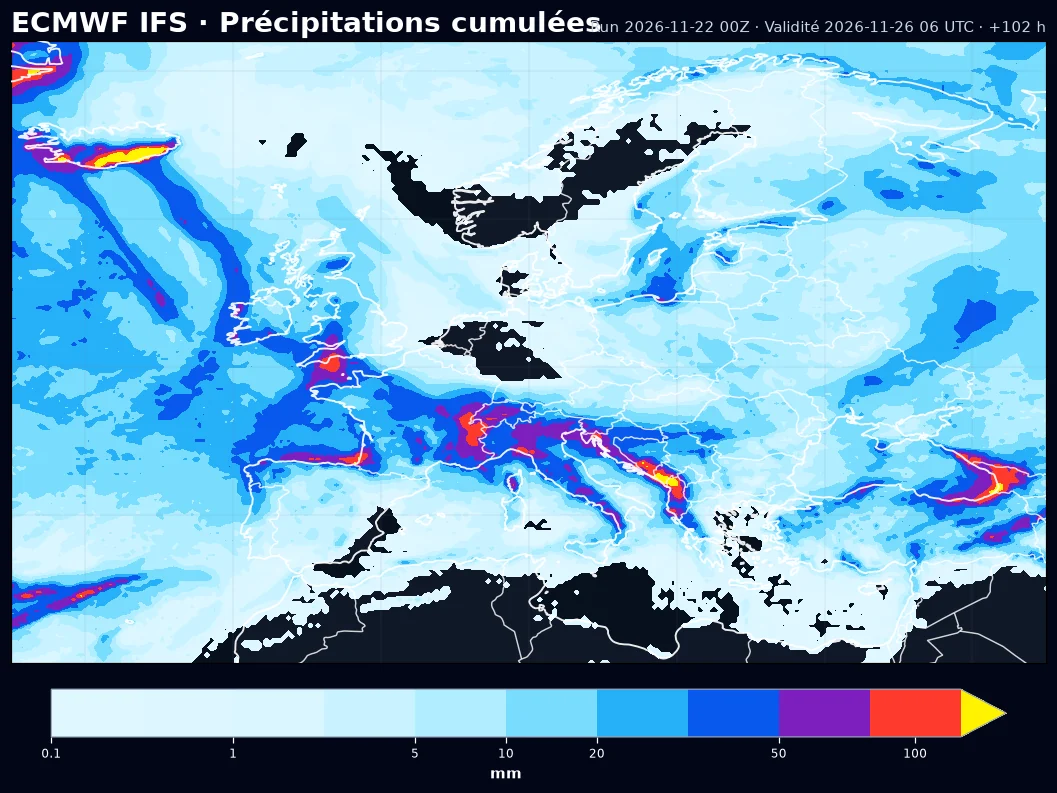 ECMWF IFS · Précipitations cumulées
Run 2026-11-22 00Z · Validité 2026-11-26 06 UTC · +102 h
0.1 1 5 10 20 50 100
mm